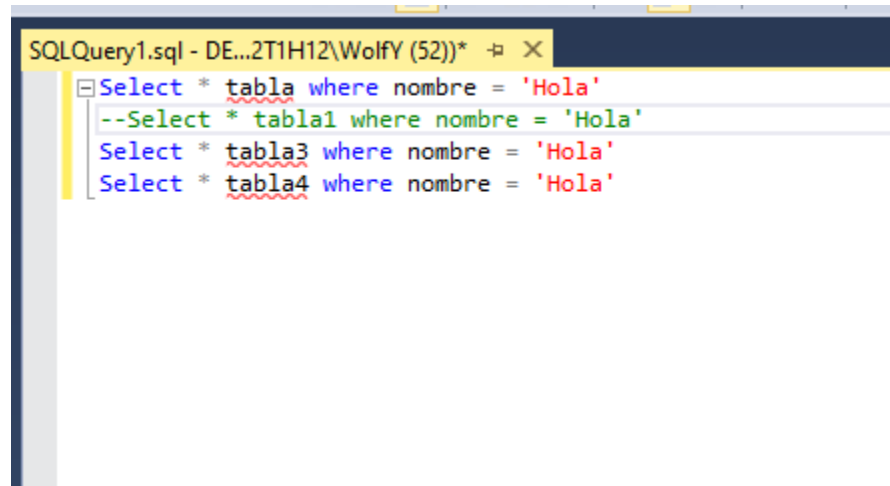 SQLQuery1.sql - DE...2T1H12\WolfY (52))*
Select * tabla where nombre = 'Hola'
--Select * tabla1 where nombre = 'Hola'
Select * tabla3 where nombre = 'Hola'
Select * tabla4 where nombre = 'Hola'